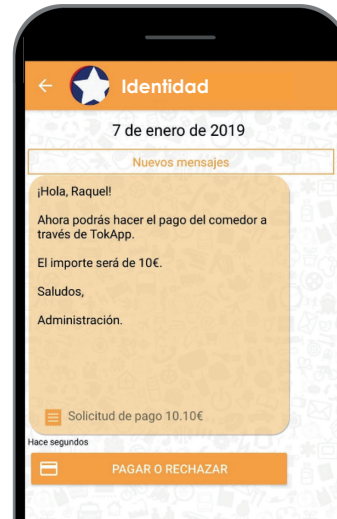 Identidad
7 de enero de 2019
Nuevos mensajes
¡Hola, Raquel!
Ahora podrás hacer el pago del comedor a
través de TokApp.
El importe será de 10€.
Saludos,
Administración.
Solicitud de pago 10.10€
Hace segundos
PAGAR O RECHAZAR